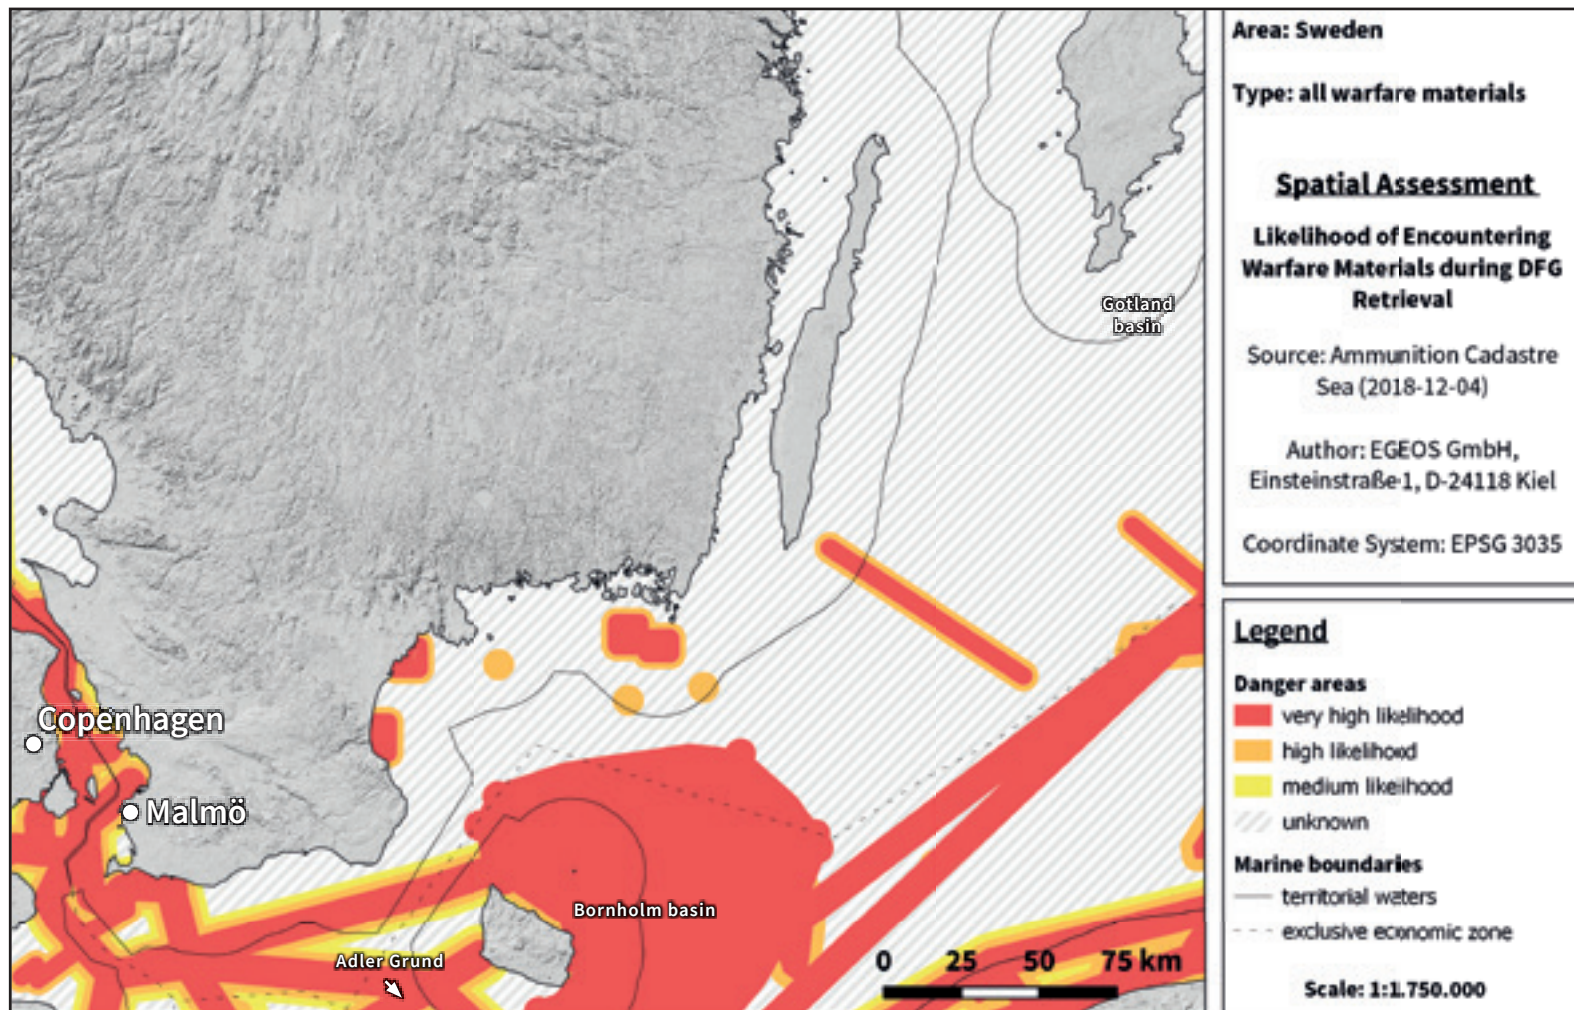 Area: Sweden
Type: all warfare materials
Spatial Assessment
Likelihood of Encountering
Warfare Materials during DFG
Retrieval
Source: Ammunition Cadastre
Sea (2018-12-04)
Author: EGEOS GmbH,
Einsteinstraße 1, D-24118 Kiel
Coordinate System: EPSG 3035
Legend
Danger areas
very high likelihood
high likelihood
medium likelihood
unknown
Marine boundaries
territorial waters
exclusive economic zone
Scale: 1:1.750.000
Gotland
basin
Copenhagen
Malmö
Bornholm basin
Adler Grund
0 25 50 75 km